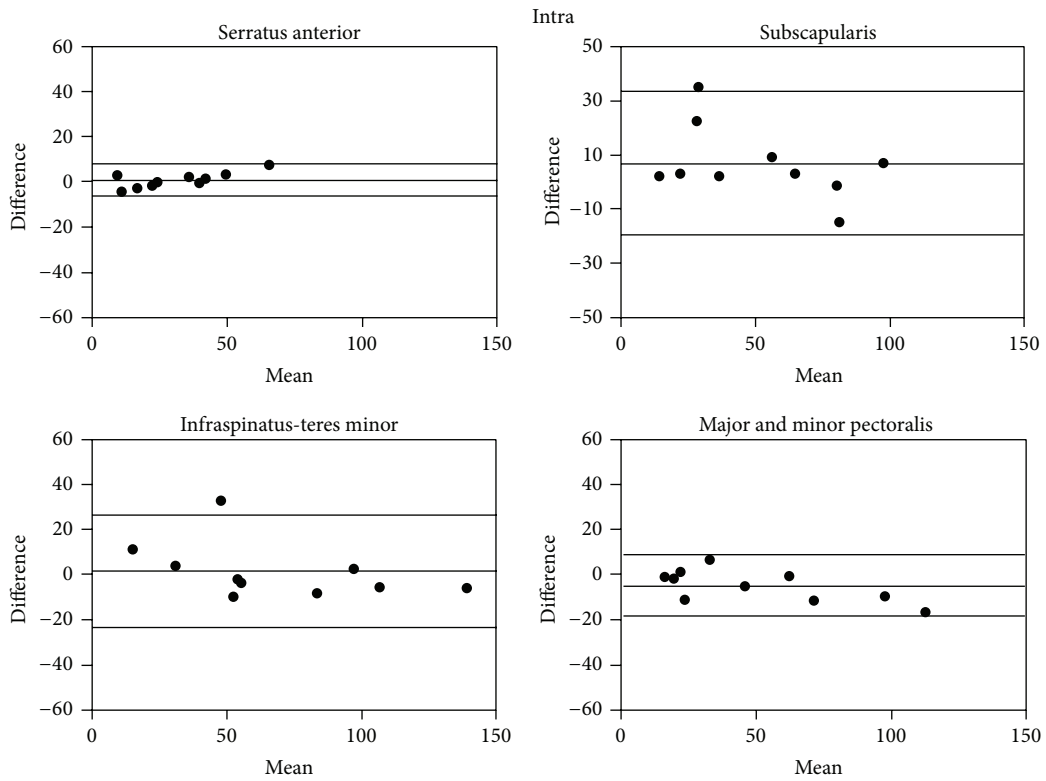 Intra
Serratus anterior
60
40
20
0
−20
−40
−60
Difference
0 50 100 150
Mean
Subscapularis
50
30
10
−10
−30
−50
Difference
0 50 100 150
Mean
Infraspinatus-teres minor
60
40
20
0
−20
−40
−60
Difference
0 50 100 150
Mean
Major and minor pectoralis
60
40
20
0
−20
−40
−60
Difference
0 50 100 150
Mean